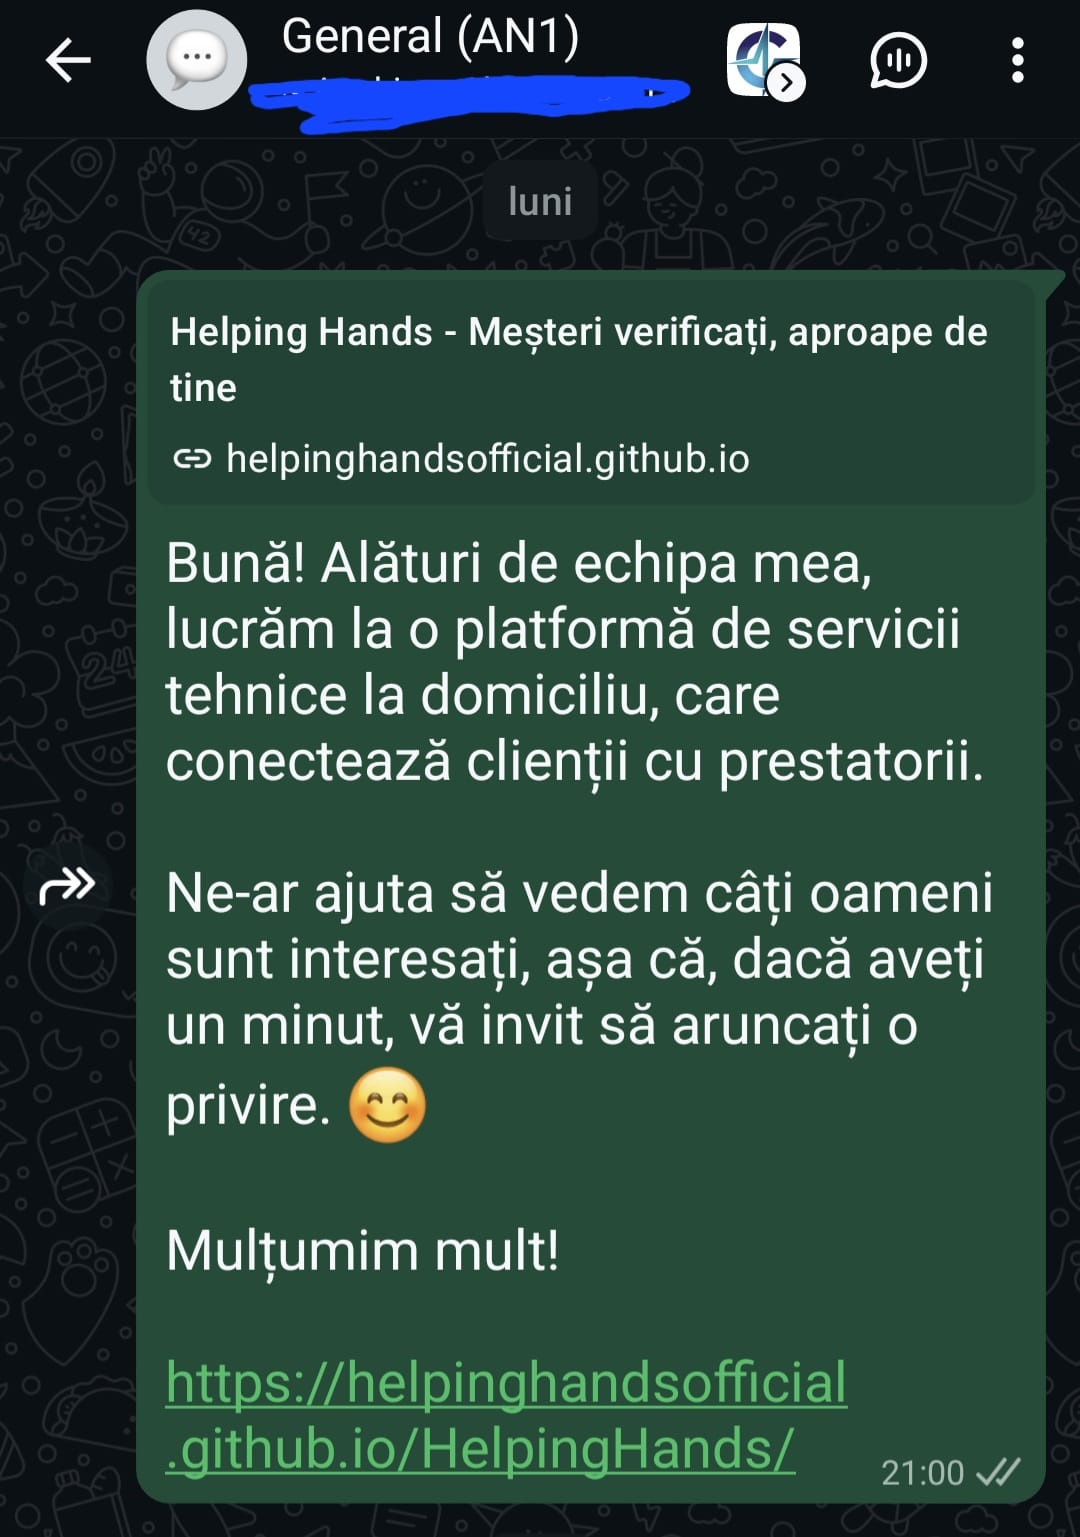 General (AN1)
luni
Helping Hands - Meșteri verificați, aproape de
tine
helpinghandsofficial.github.io
Bună! Alături de echipa mea,
lucrăm la o platformă de servicii
tehnice la domiciliu, care
conectează clienții cu prestatorii.
Ne-ar ajuta să vedem câți oameni
sunt interesați, așa că, dacă aveți
un minut, vă invit să aruncați o
privire. 😊
Mulțumim mult!
https://helpinghandsofficial
.github.io/HelpingHands/
21:00